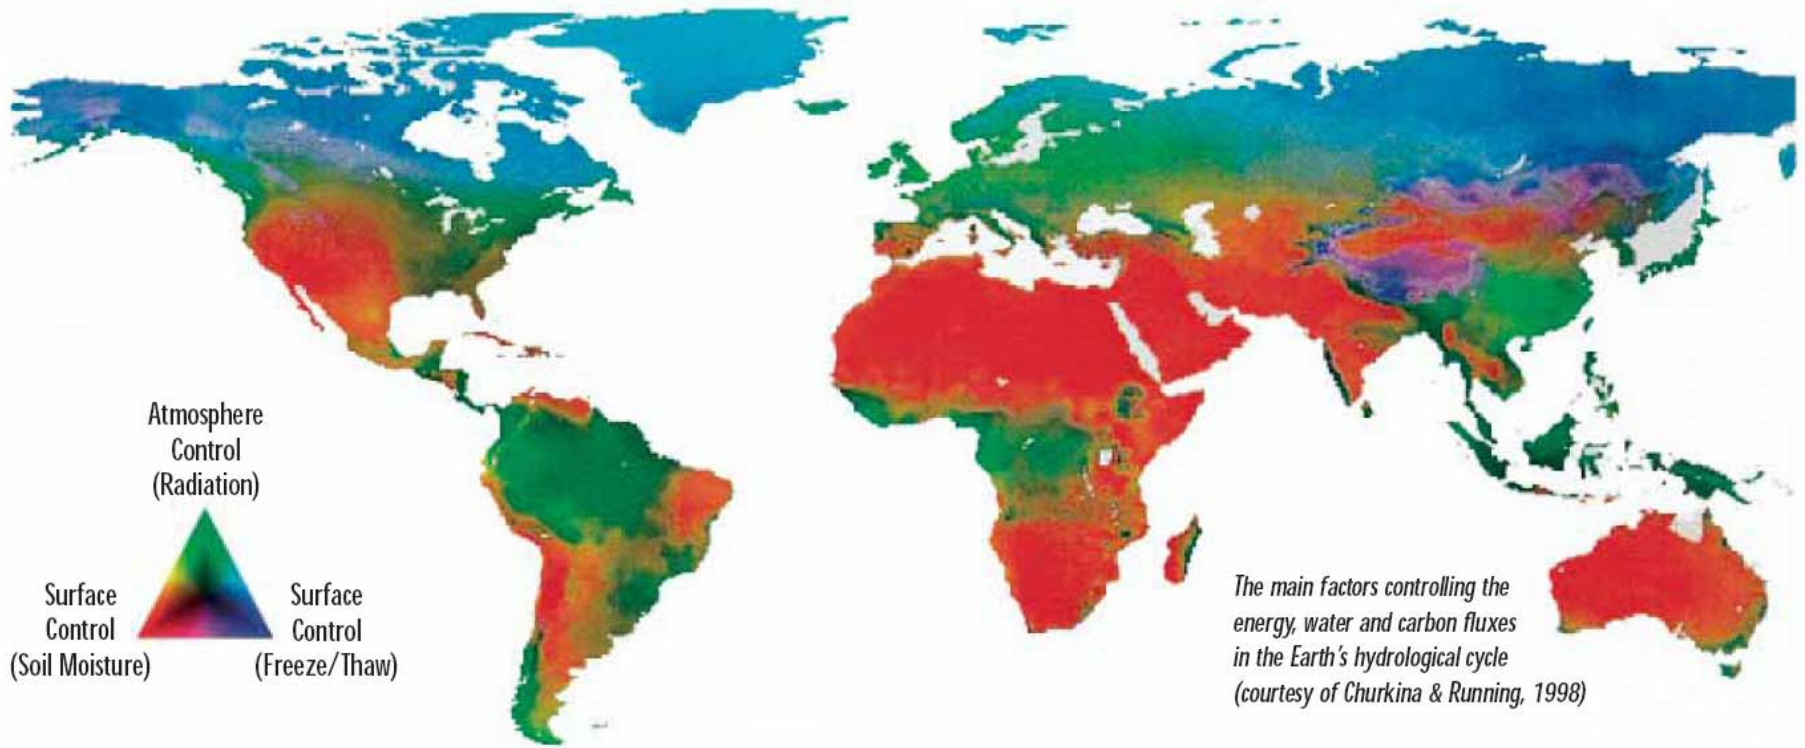 Atmosphere
Control
(Radiation)
Surface
Control
(Soil Moisture)
Surface
Control
(Freeze/Thaw)
The main factors controlling the
energy, water and carbon fluxes
in the Earth's hydrological cycle
(courtesy of Churkina & Running, 1998)